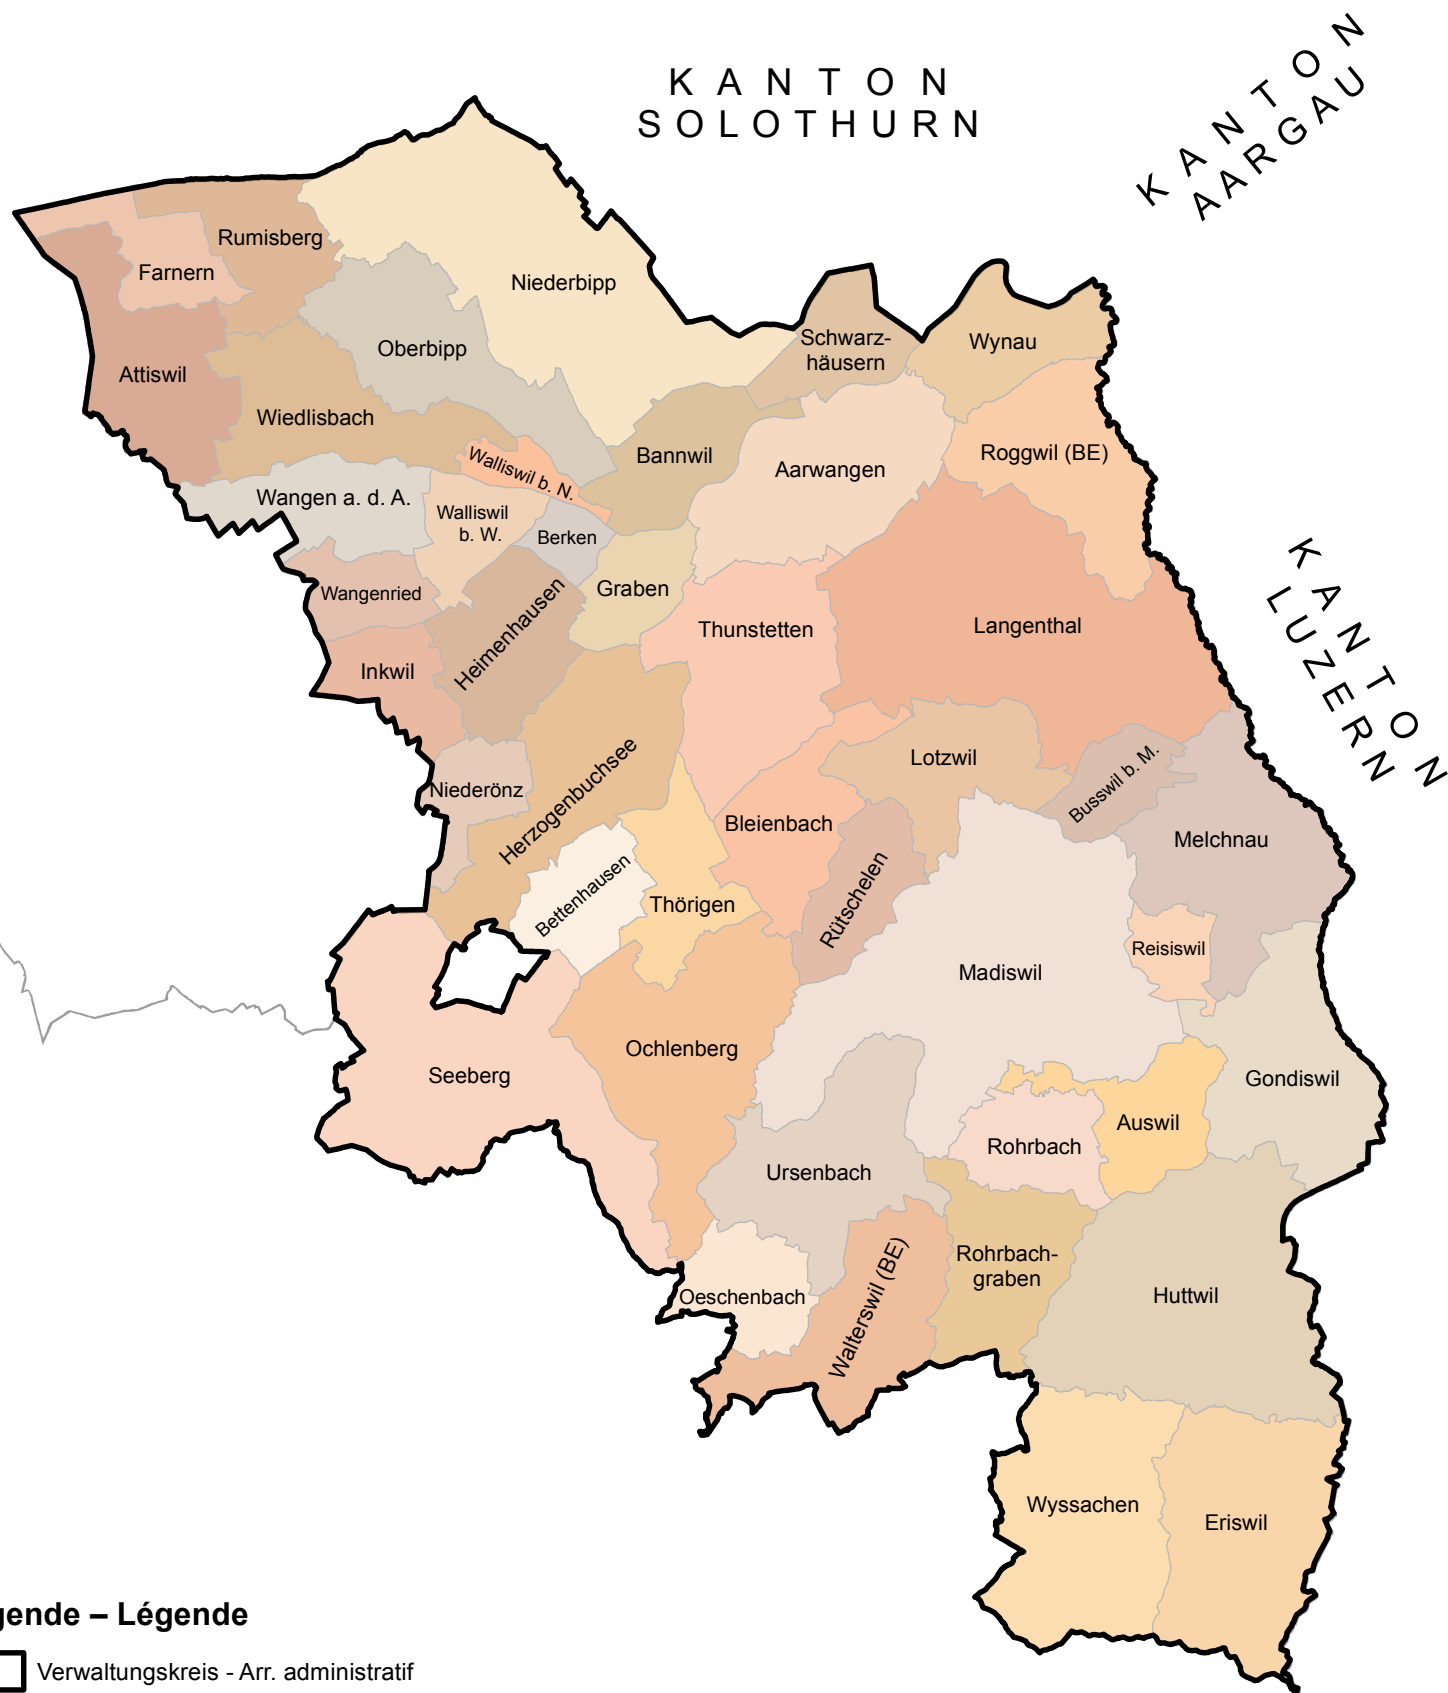 KANTON
SOLOTHURN
KANTON
AARGAU
Rumisberg
Farnern
Niederbipp
Schwarz-
häusern
Wynau
Oberbipp
Attiswil
Wiedlisbach
Bannwil
Aarwangen
Roggwil (BE)
Walliswil b. N.
Wangen a. d. A.
Walliswil
b. W.
Berken
KANTON
LUZERN
Wangenried
Graben
Heimenhausen
Thunstetten
Langenthal
Inkwil
Lotzwil
Busswil b. M.
Niederönz
Herzogenbuchsee
Bleienbach
Melchnau
Bettenhausen
Rütschelen
Thörigen
Reisiswil
Madiswil
Ochlenberg
Seeberg
Gondiswil
Auswil
Rohrbach
Ursenbach
Rohrbach-
graben
Walterswil (BE)
Oeschenbach
Huttwil
Wyssachen
Eriswil
gende – Légende
Verwaltungskreis - Arr. administratif